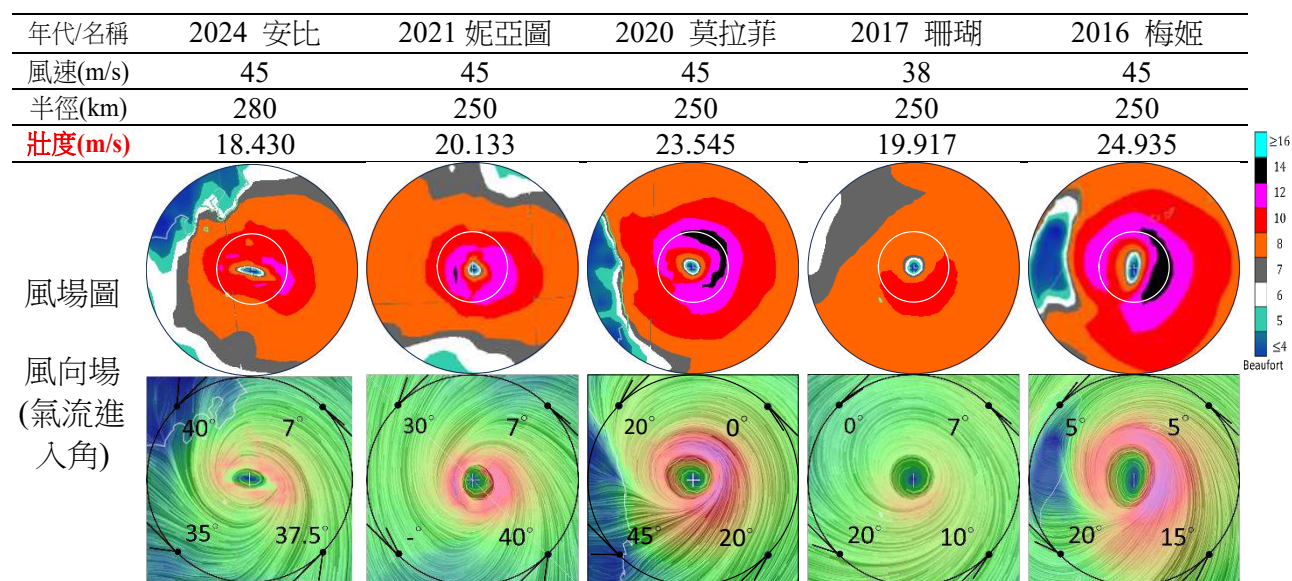 年代/名稱 2024 安比 2021 妮亞圖 2020 莫拉菲 2017 珊瑚 2016 梅姬
風速(m/s) 45 45 45 38 45
半徑(km) 280 250 250 250 250
壯度(m/s) 18.430 20.133 23.545 19.917 24.935
風場圖
≥16
14
12
10
8
7
6
5
≤4
Beaufort
風向場
(氣流進
入角)
40° 7° 30° 7° 20° 0° 0° 7° 5° 5°
35° 37.5° -° 40° 45° 20° 20° 10° 20° 15°